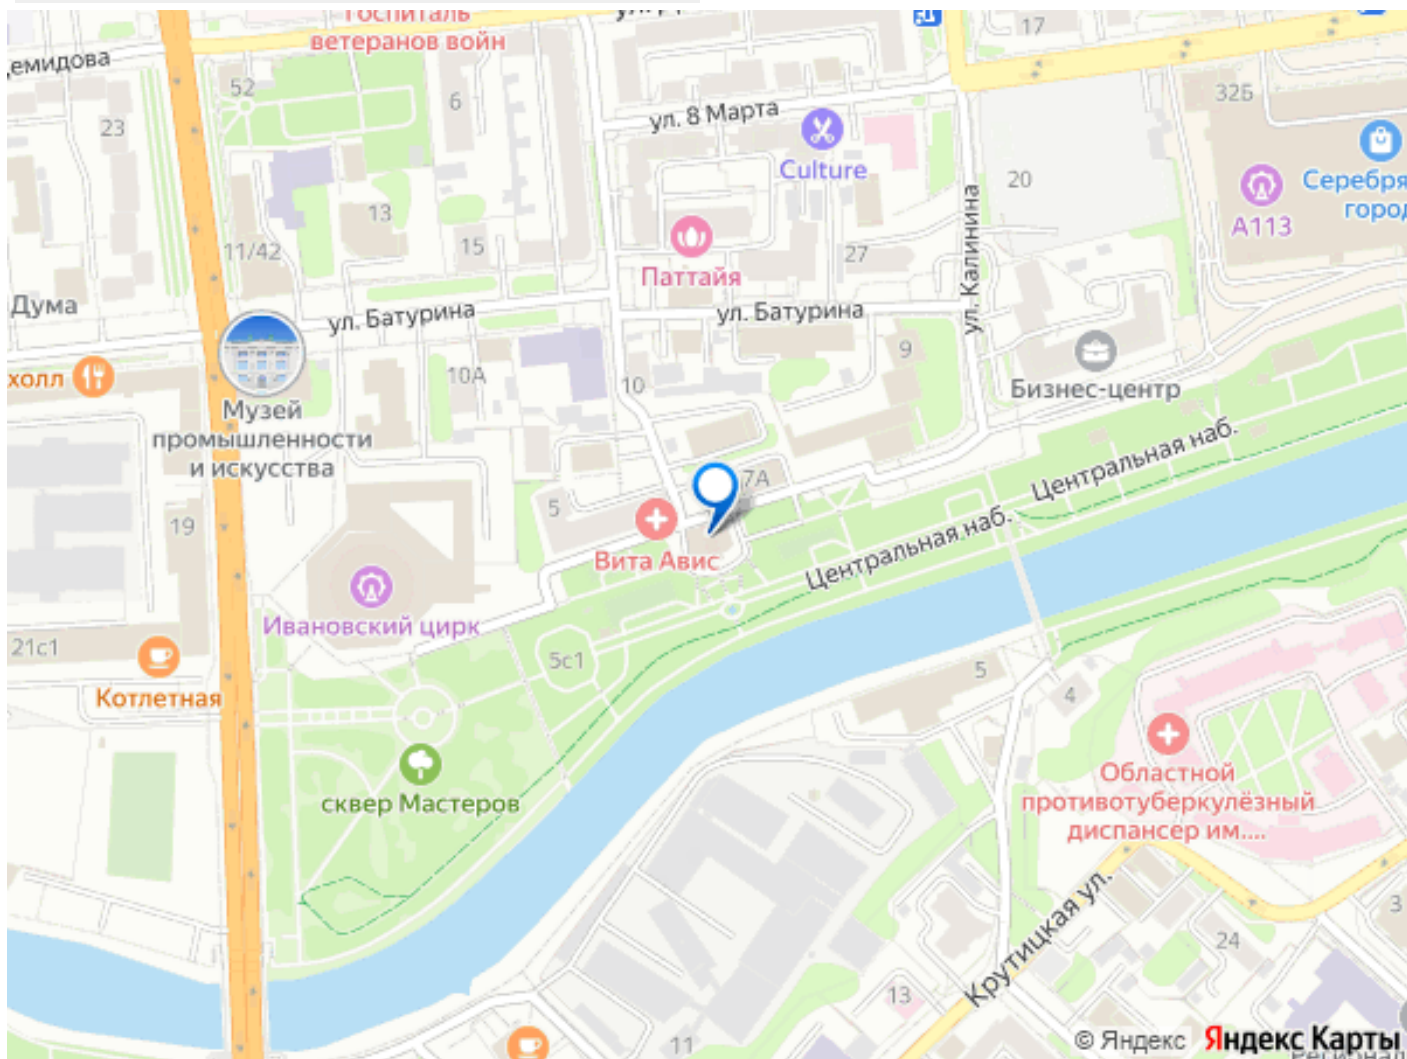 Госпиталь
ветеранов войн
17
емидова
52
6
23
ул. 8 Марта
32Б
Culture
20
Серебря
город
А113
13
15
11/42
Паттайя
27
ул. Калинина
Дума
ул. Батурина
ул. Батурина
9
холл
10А
10
Бизнес-центр
Музей
промышленности
и искусства
Центральная наб.
7А
5
19
Вита Авис
Центральная наб.
Ивановский цирк
21с1
5с1
5
4
Котлетная
сквер Мастеров
Областной
противотуберкулёзный
диспансер им....
Крутицкая ул.
3
24
13
11
© Яндекс Яндекс Карты